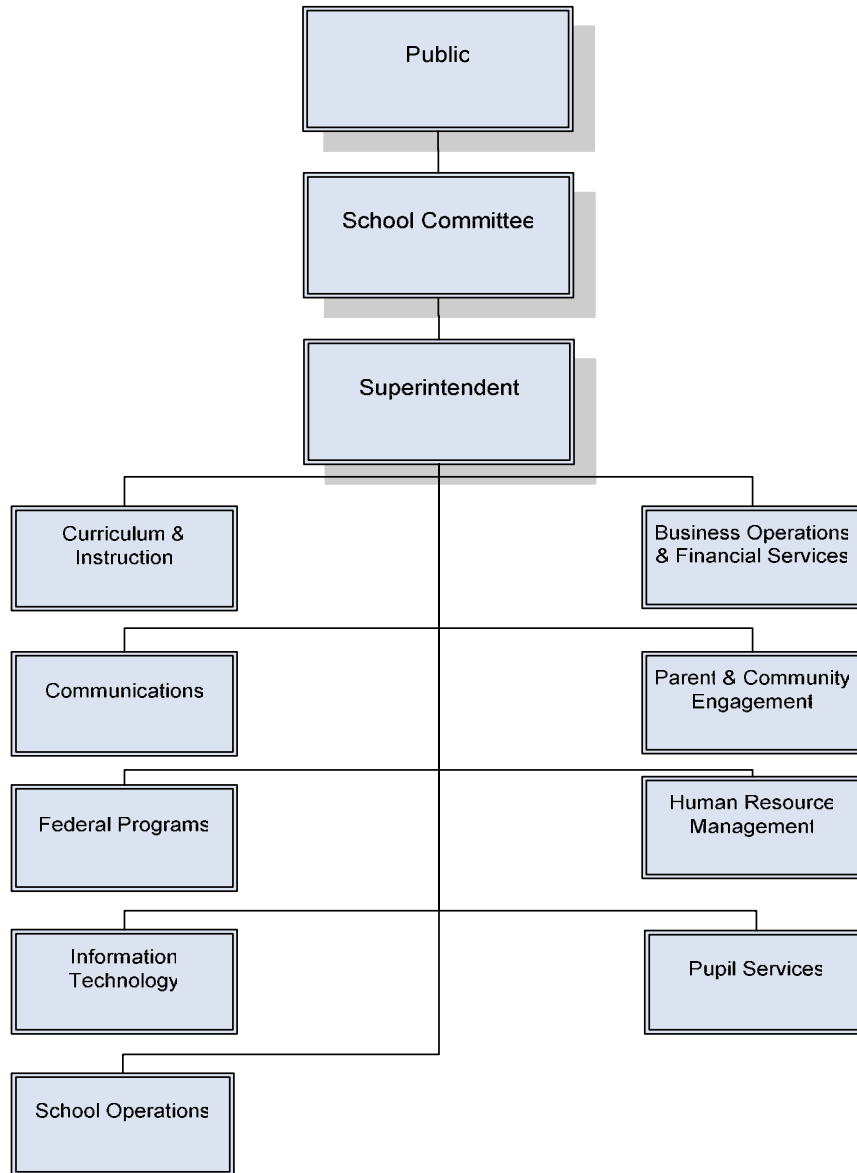 Public
School Committee
Superintendent
Curriculum &
Instruction
Business Operations
& Financial Services
Communications
Parent & Community
Engagement
Federal Programs
Human Resource
Management
Information
Technology
Pupil Services
School Operations